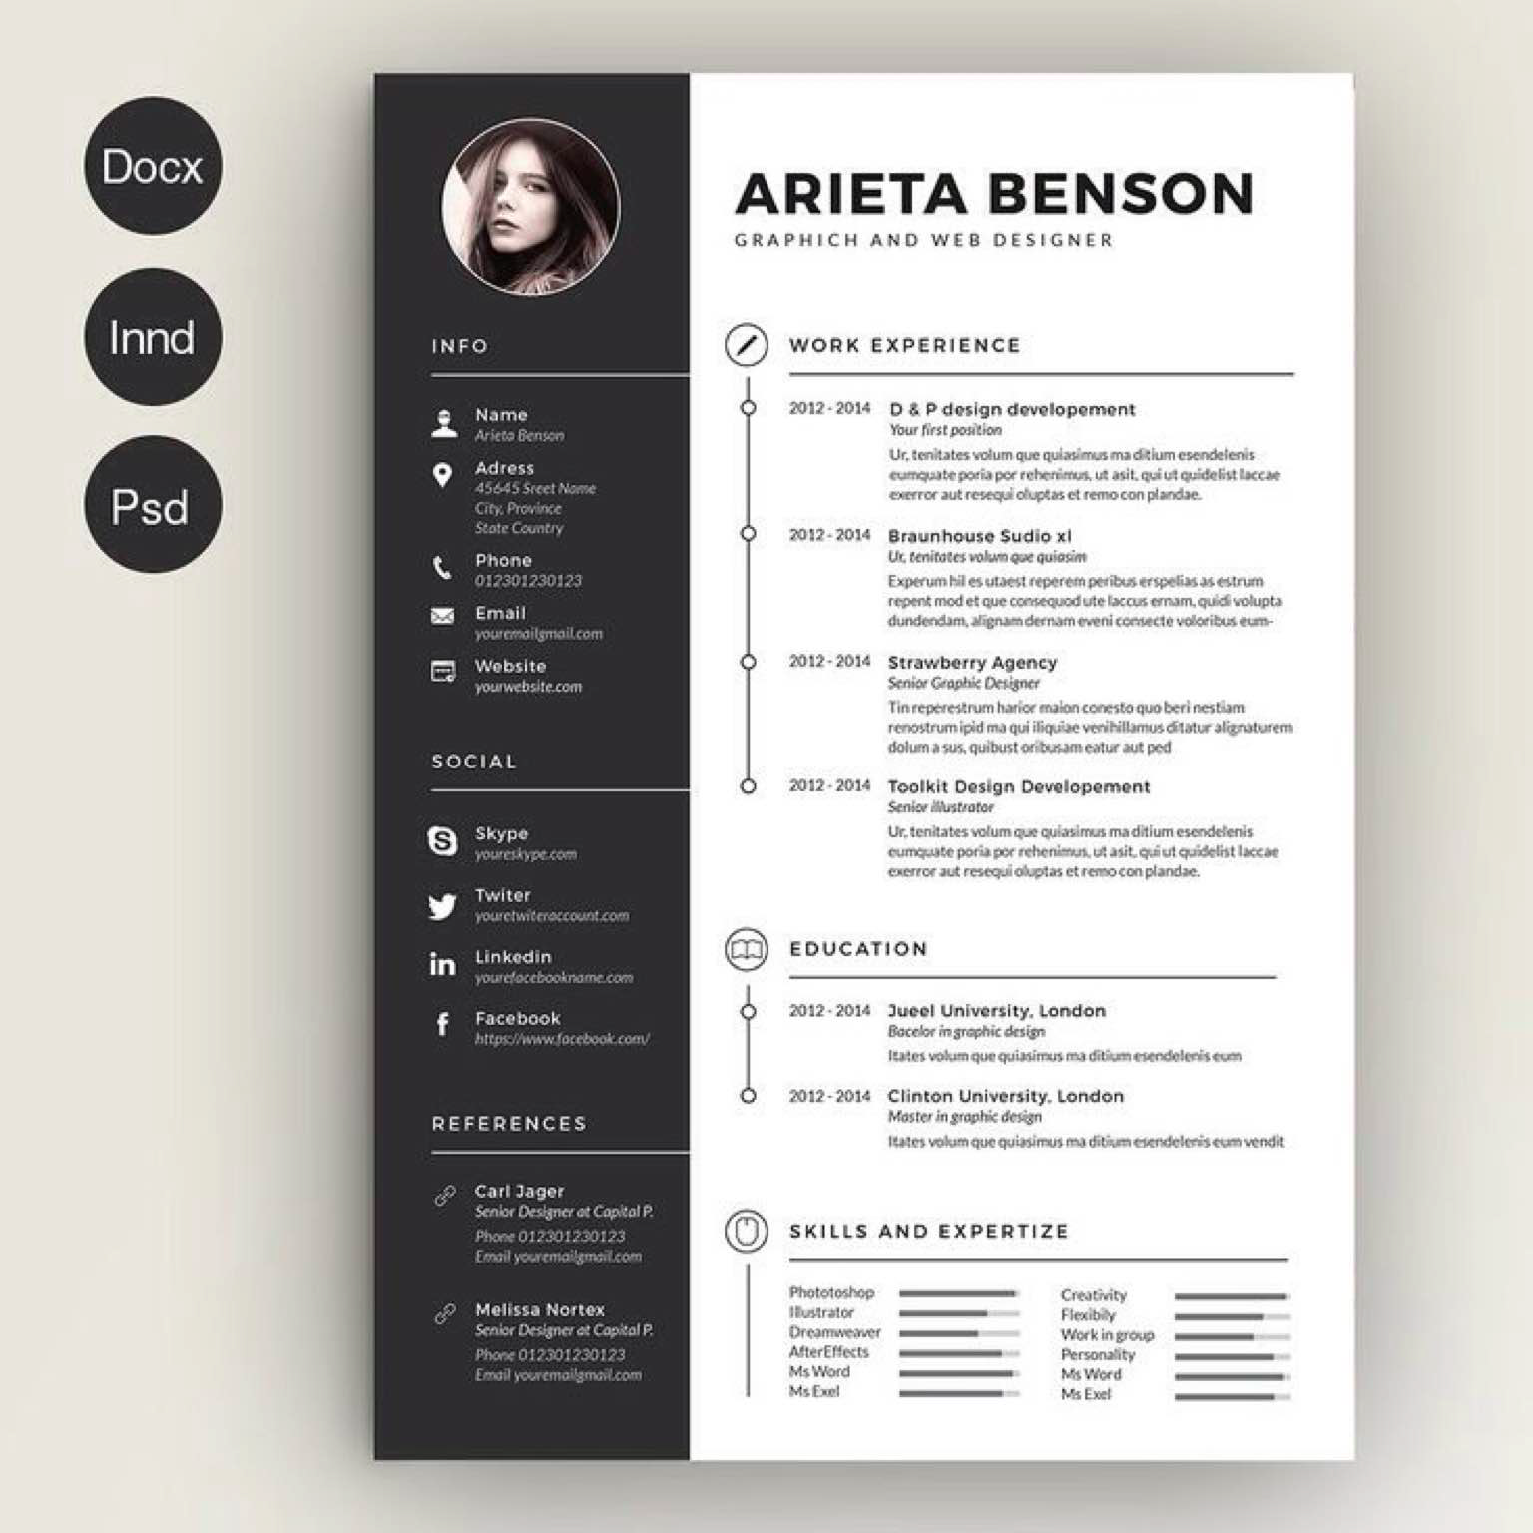 Docx
Innd
Psd
INFO
Name
Arieta Benson
Adress
45645 Sreet Name
City, Province
State Country
Phone
012301230123
Email
youremailgmail.com
Website
yourwebsite.com
SOCIAL
Skype
youreskype.com
Twiter
youretwiteraccount.com
Linkedin
yourefacebookname.com
Facebook
https://www.facebook.com/
REFERENCES
Carl Jager
Senior Designer at Capital P.
Phone 012301230123
Email youremailgmail.com
Melissa Nortex
Senior Designer at Capital P.
Phone 012301230123
Email youremailgmail.com
ARIETA BENSON
GRAPHICH AND WEB DESIGNER
WORK EXPERIENCE
2012 - 2014 D & P design developement
Your first position
Ur, tenitates volum que quiasimus ma ditium esendelenis
eumquate poria por rehenimus, ut asit, qui ut quidelist laccae
exerror aut resequi oluptas et remo con plandae.
2012 - 2014 Braunhouse Sudio xl
Ur, tenitates volum que quiasim
Experum hil es utaest reperem peribus erspelias as estrum
repent mod et que consequod ute laccus ernam, quidi volupta
dundendam, alignam dernam eveni consecte voloribus eum-
2012 - 2014 Strawberry Agency
Senior Graphic Designer
Tin reperestrum harior maion conesto quo beri nestiam
renostrum ipid ma qui iliquiae venihillamus ditatur alignaturem
dolum a sus, quibust oribusam eatur aut ped
2012 - 2014 Toolkit Design Developement
Senior illustrator
Ur, tenitates volum que quiasimus ma ditium esendelenis
eumquate poria por rehenimus, ut asit, qui ut quidelist laccae
exerror aut resequi oluptas et remo con plandae.
EDUCATION
2012 - 2014 Jueel University, London
Bacelor in graphic design
Itates volum que quiasimus ma ditium esendelenis eum
2012 - 2014 Clinton University, London
Master in graphic design
Itates volum que quiasimus ma ditium esendelenis eum vendit
SKILLS AND EXPERTIZE
Phototoshop
Illustrator
Dreamweaver
AfterEffects
Ms Word
Ms Exel
Creativity
Flexibily
Work in group
Personality
Ms Word
Ms Exel